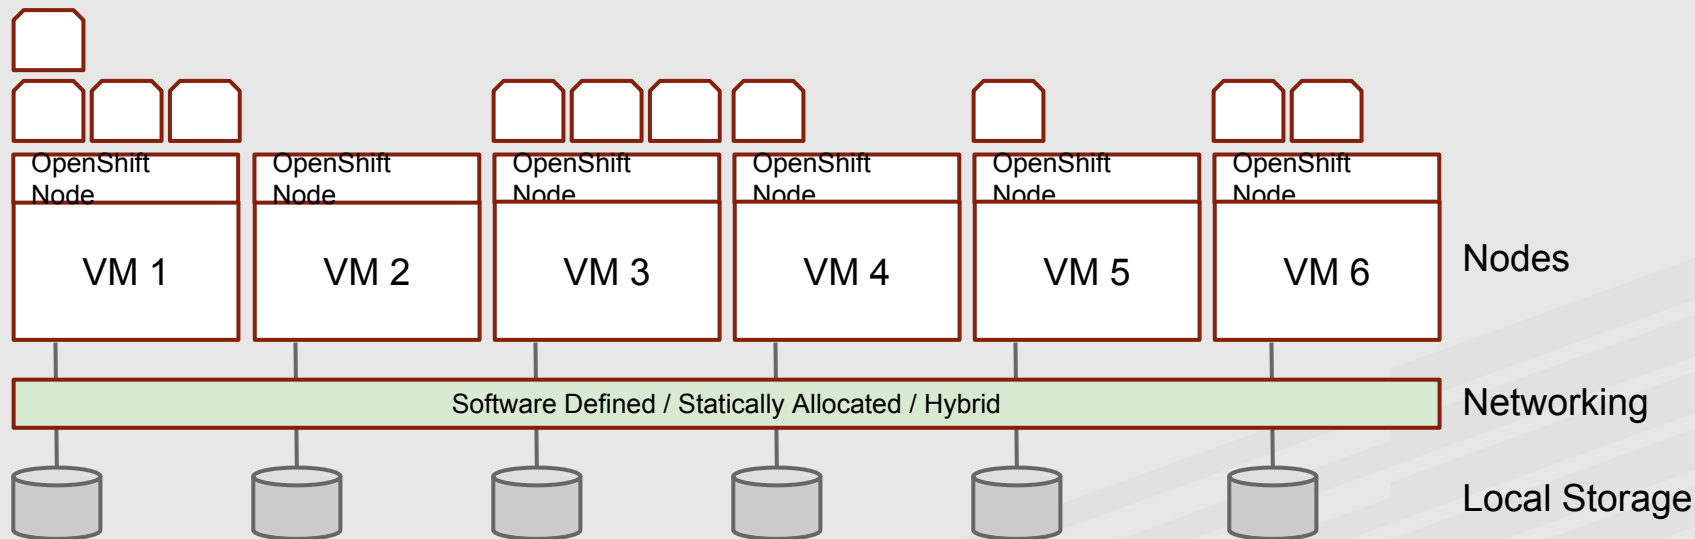 OpenShift
Node
OpenShift
Node
OpenShift
Node
OpenShift
Node
OpenShift
Node
OpenShift
Node
VM 1
VM 2
VM 3
VM 4
VM 5
VM 6
Nodes
Software Defined / Statically Allocated / Hybrid
Networking
Local Storage